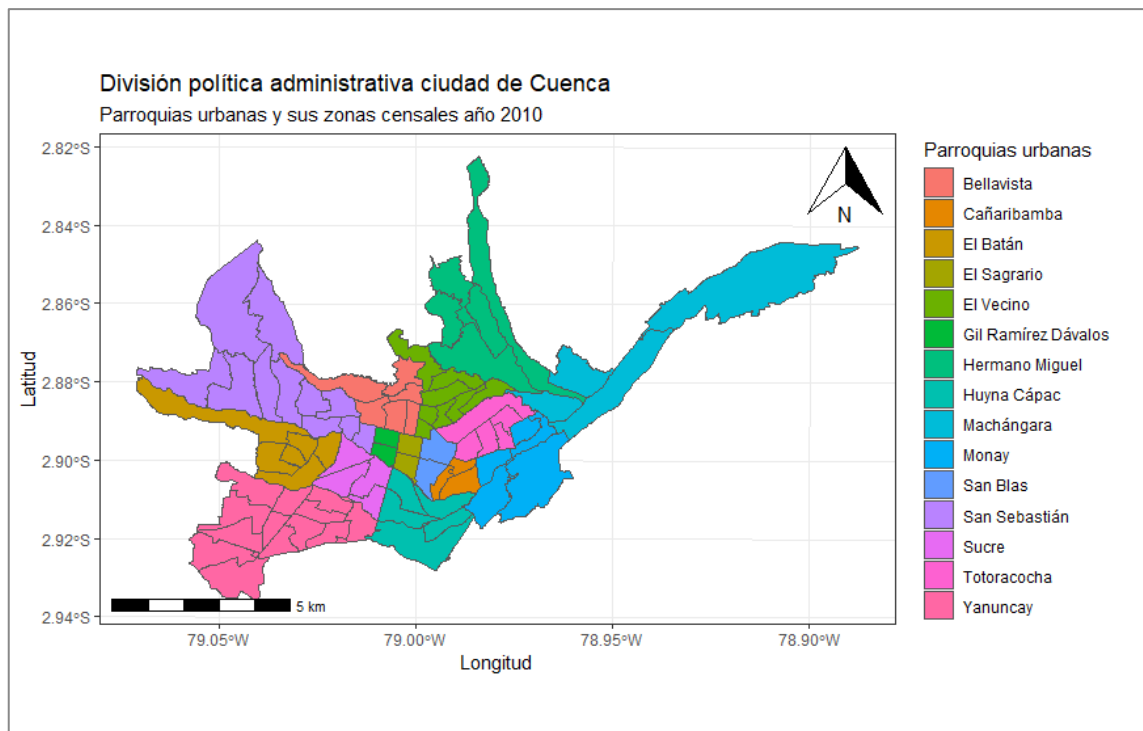 División política administrativa ciudad de Cuenca
Parroquias urbanas y sus zonas censales año 2010
2.82°S
2.84°S
2.86°S
2.88°S
2.90°S
2.92°S
2.94°S
Latitud
N
5 km
79.05°W
79.00°W
78.95°W
78.90°W
Longitud
Parroquias urbanas
Bellavista
Cañaribamba
El Batán
El Sagrario
El Vecino
Gil Ramírez Dávalos
Hermano Miguel
Huyna Cápac
Machángara
Monay
San Blas
San Sebastián
Sucre
Totoracocha
Yanuncay